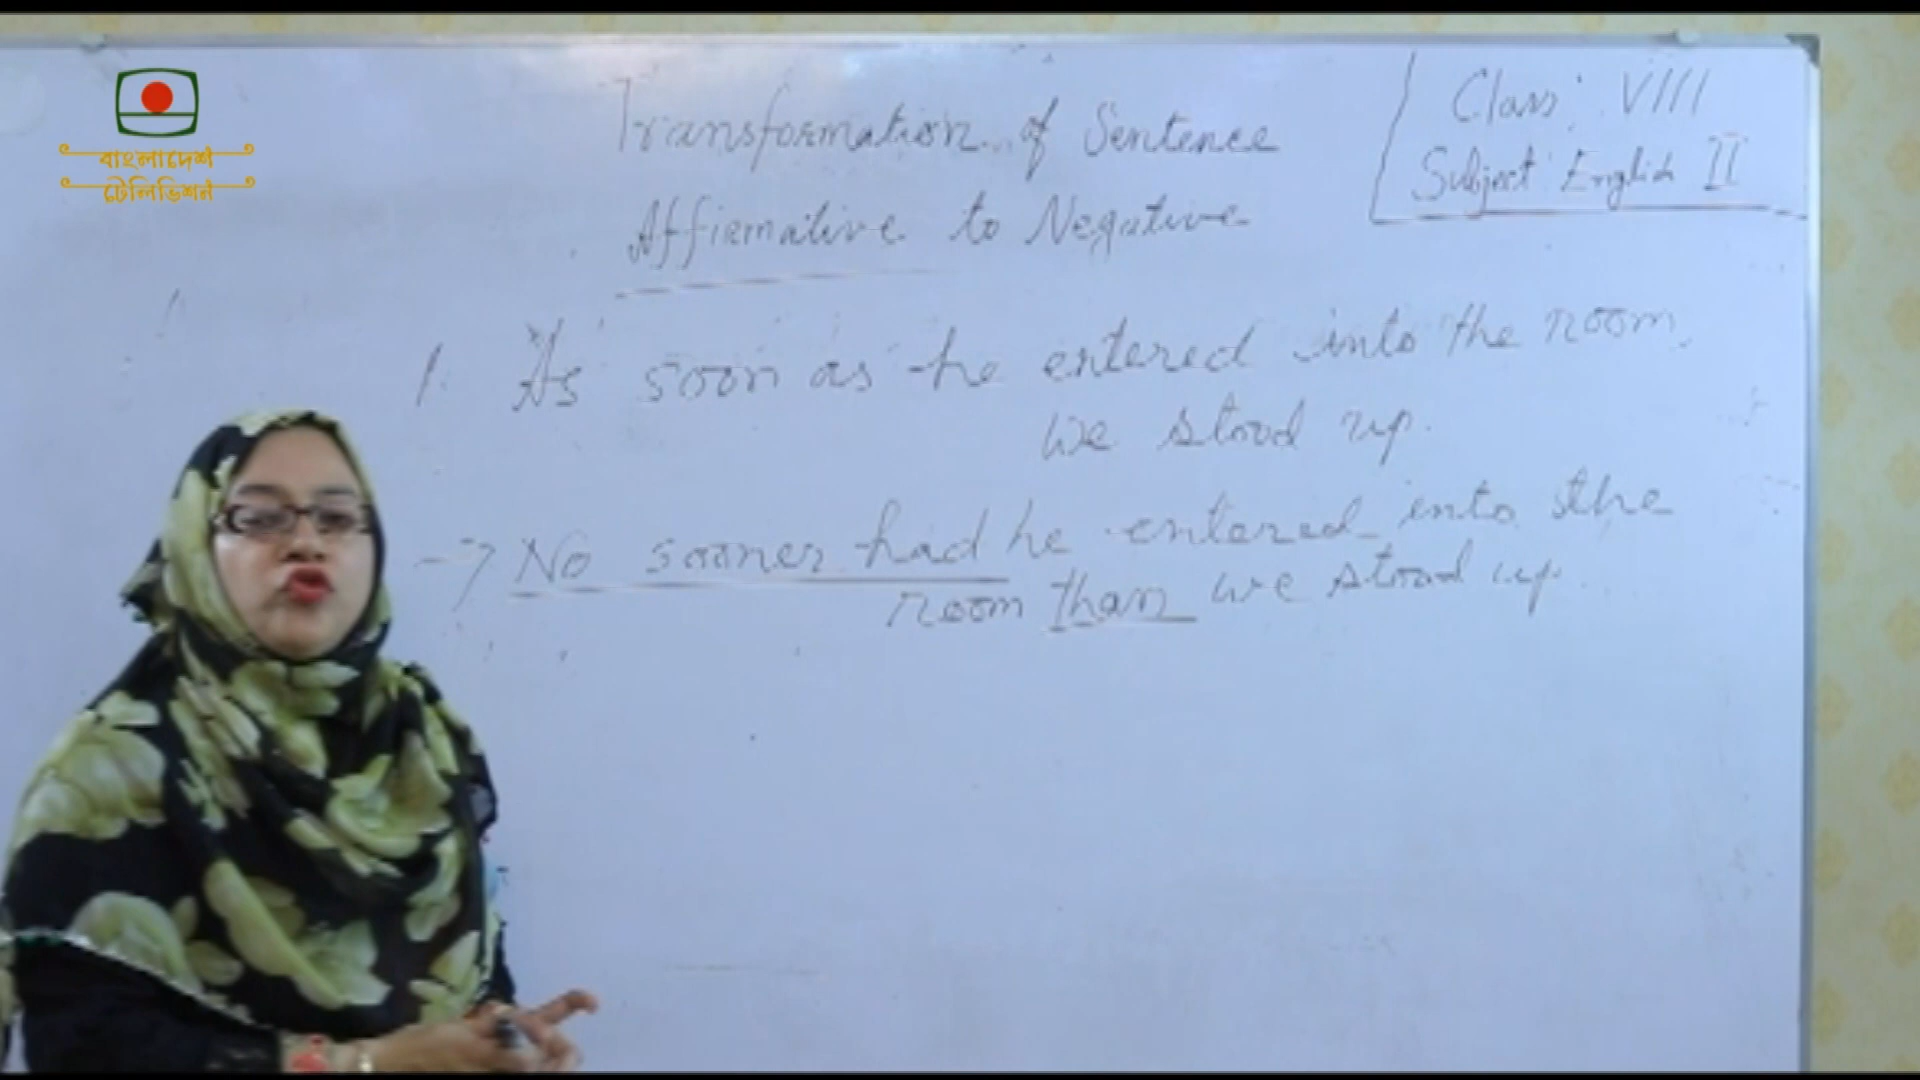 বাংলাদেশ
টেলিভিশন
Transformation of Sentence
Affirmative to Negative
Class: VIII
Subject: English II
1. As soon as he entered into the room,
we stood up.
→ No sooner had he entered into the
room than we stood up.